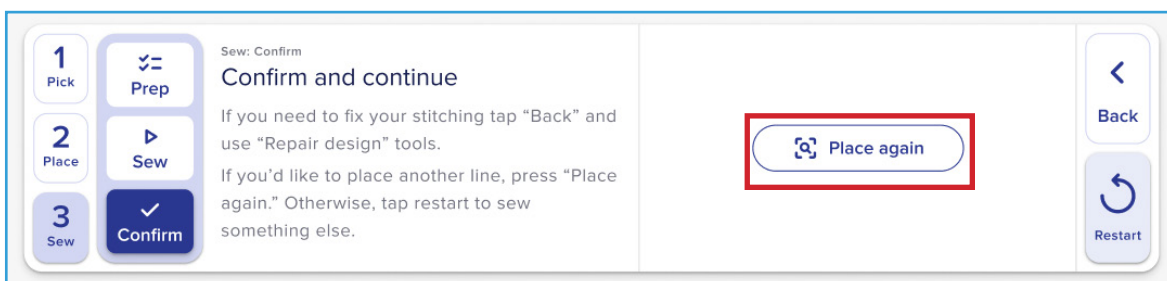 1
Pick
2
Place
3
Sew
Prep
Sew
Confirm
Sew: Confirm
Confirm and continue
If you need to fix your stitching tap “Back” and
use “Repair design” tools.
If you’d like to place another line, press “Place
again.” Otherwise, tap restart to sew
something else.
Place again
Back
Restart